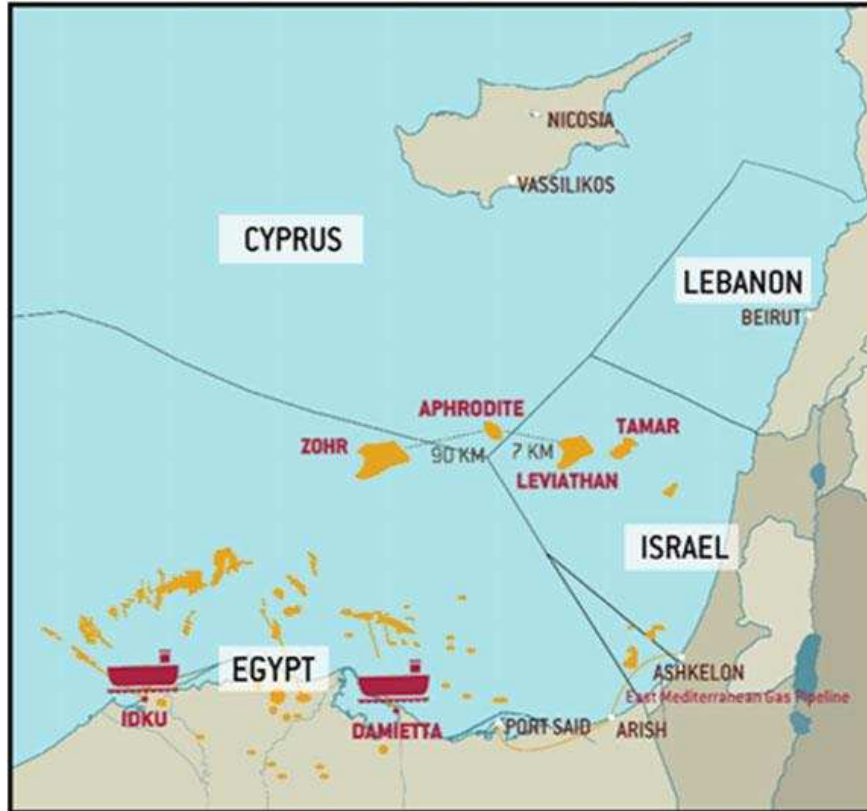 NICOSIA
VASSILIKOS
CYPRUS
LEBANON
BEIRUT
APHRODITE
TAMAR
ZOHR
90 KM
7 KM
LEVIATHAN
ISRAEL
EGYPT
ASHKELON
East Mediterranean Gas Pipeline
IDKU
DAMIETTA
PORT SAID
ARISH